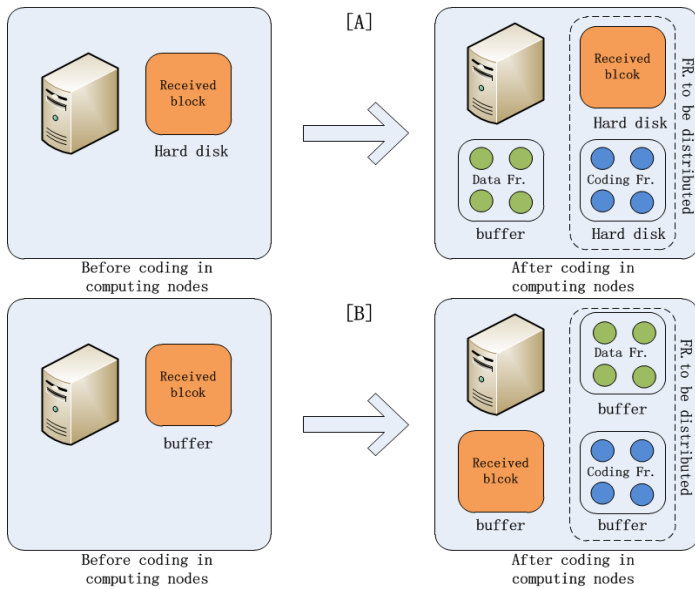 [A]
Received
block
Hard disk
Before coding in
computing nodes
Received
blcok
Hard disk
Data Fr.
buffer
Coding Fr.
Hard disk
FR.to be distributed
After coding in
computing nodes
[B]
Received
blcok
buffer
Before coding in
computing nodes
Data Fr.
buffer
Received
blcok
buffer
Coding Fr.
buffer
FR.to be distributed
After coding in
computing nodes